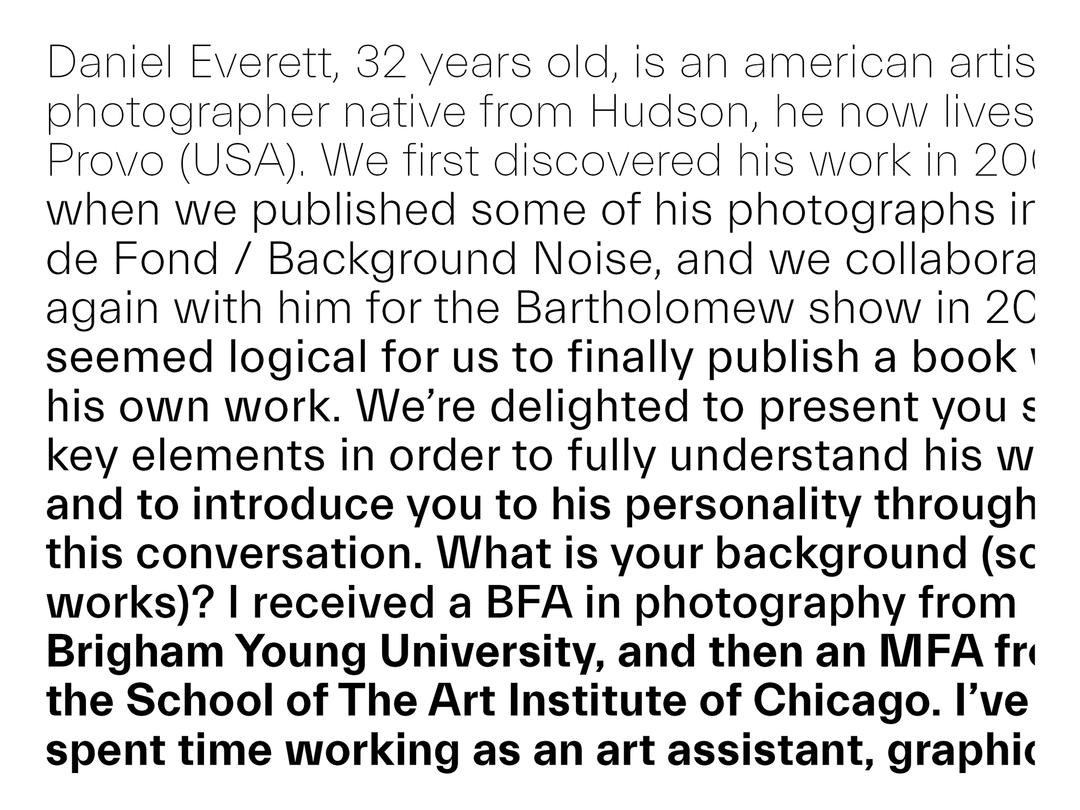 Daniel Everett, 32 years old, is an american artis
photographer native from Hudson, he now lives
Provo (USA). We first discovered his work in 20
when we published some of his photographs in
de Fond / Background Noise, and we collabora
again with him for the Bartholomew show in 20
seemed logical for us to finally publish a book
his own work. We’re delighted to present you s
key elements in order to fully understand his w
and to introduce you to his personality through
this conversation. What is your background (sc
works)? I received a BFA in photography from
Brigham Young University, and then an MFA fr
the School of The Art Institute of Chicago. I’ve
spent time working as an art assistant, graphic